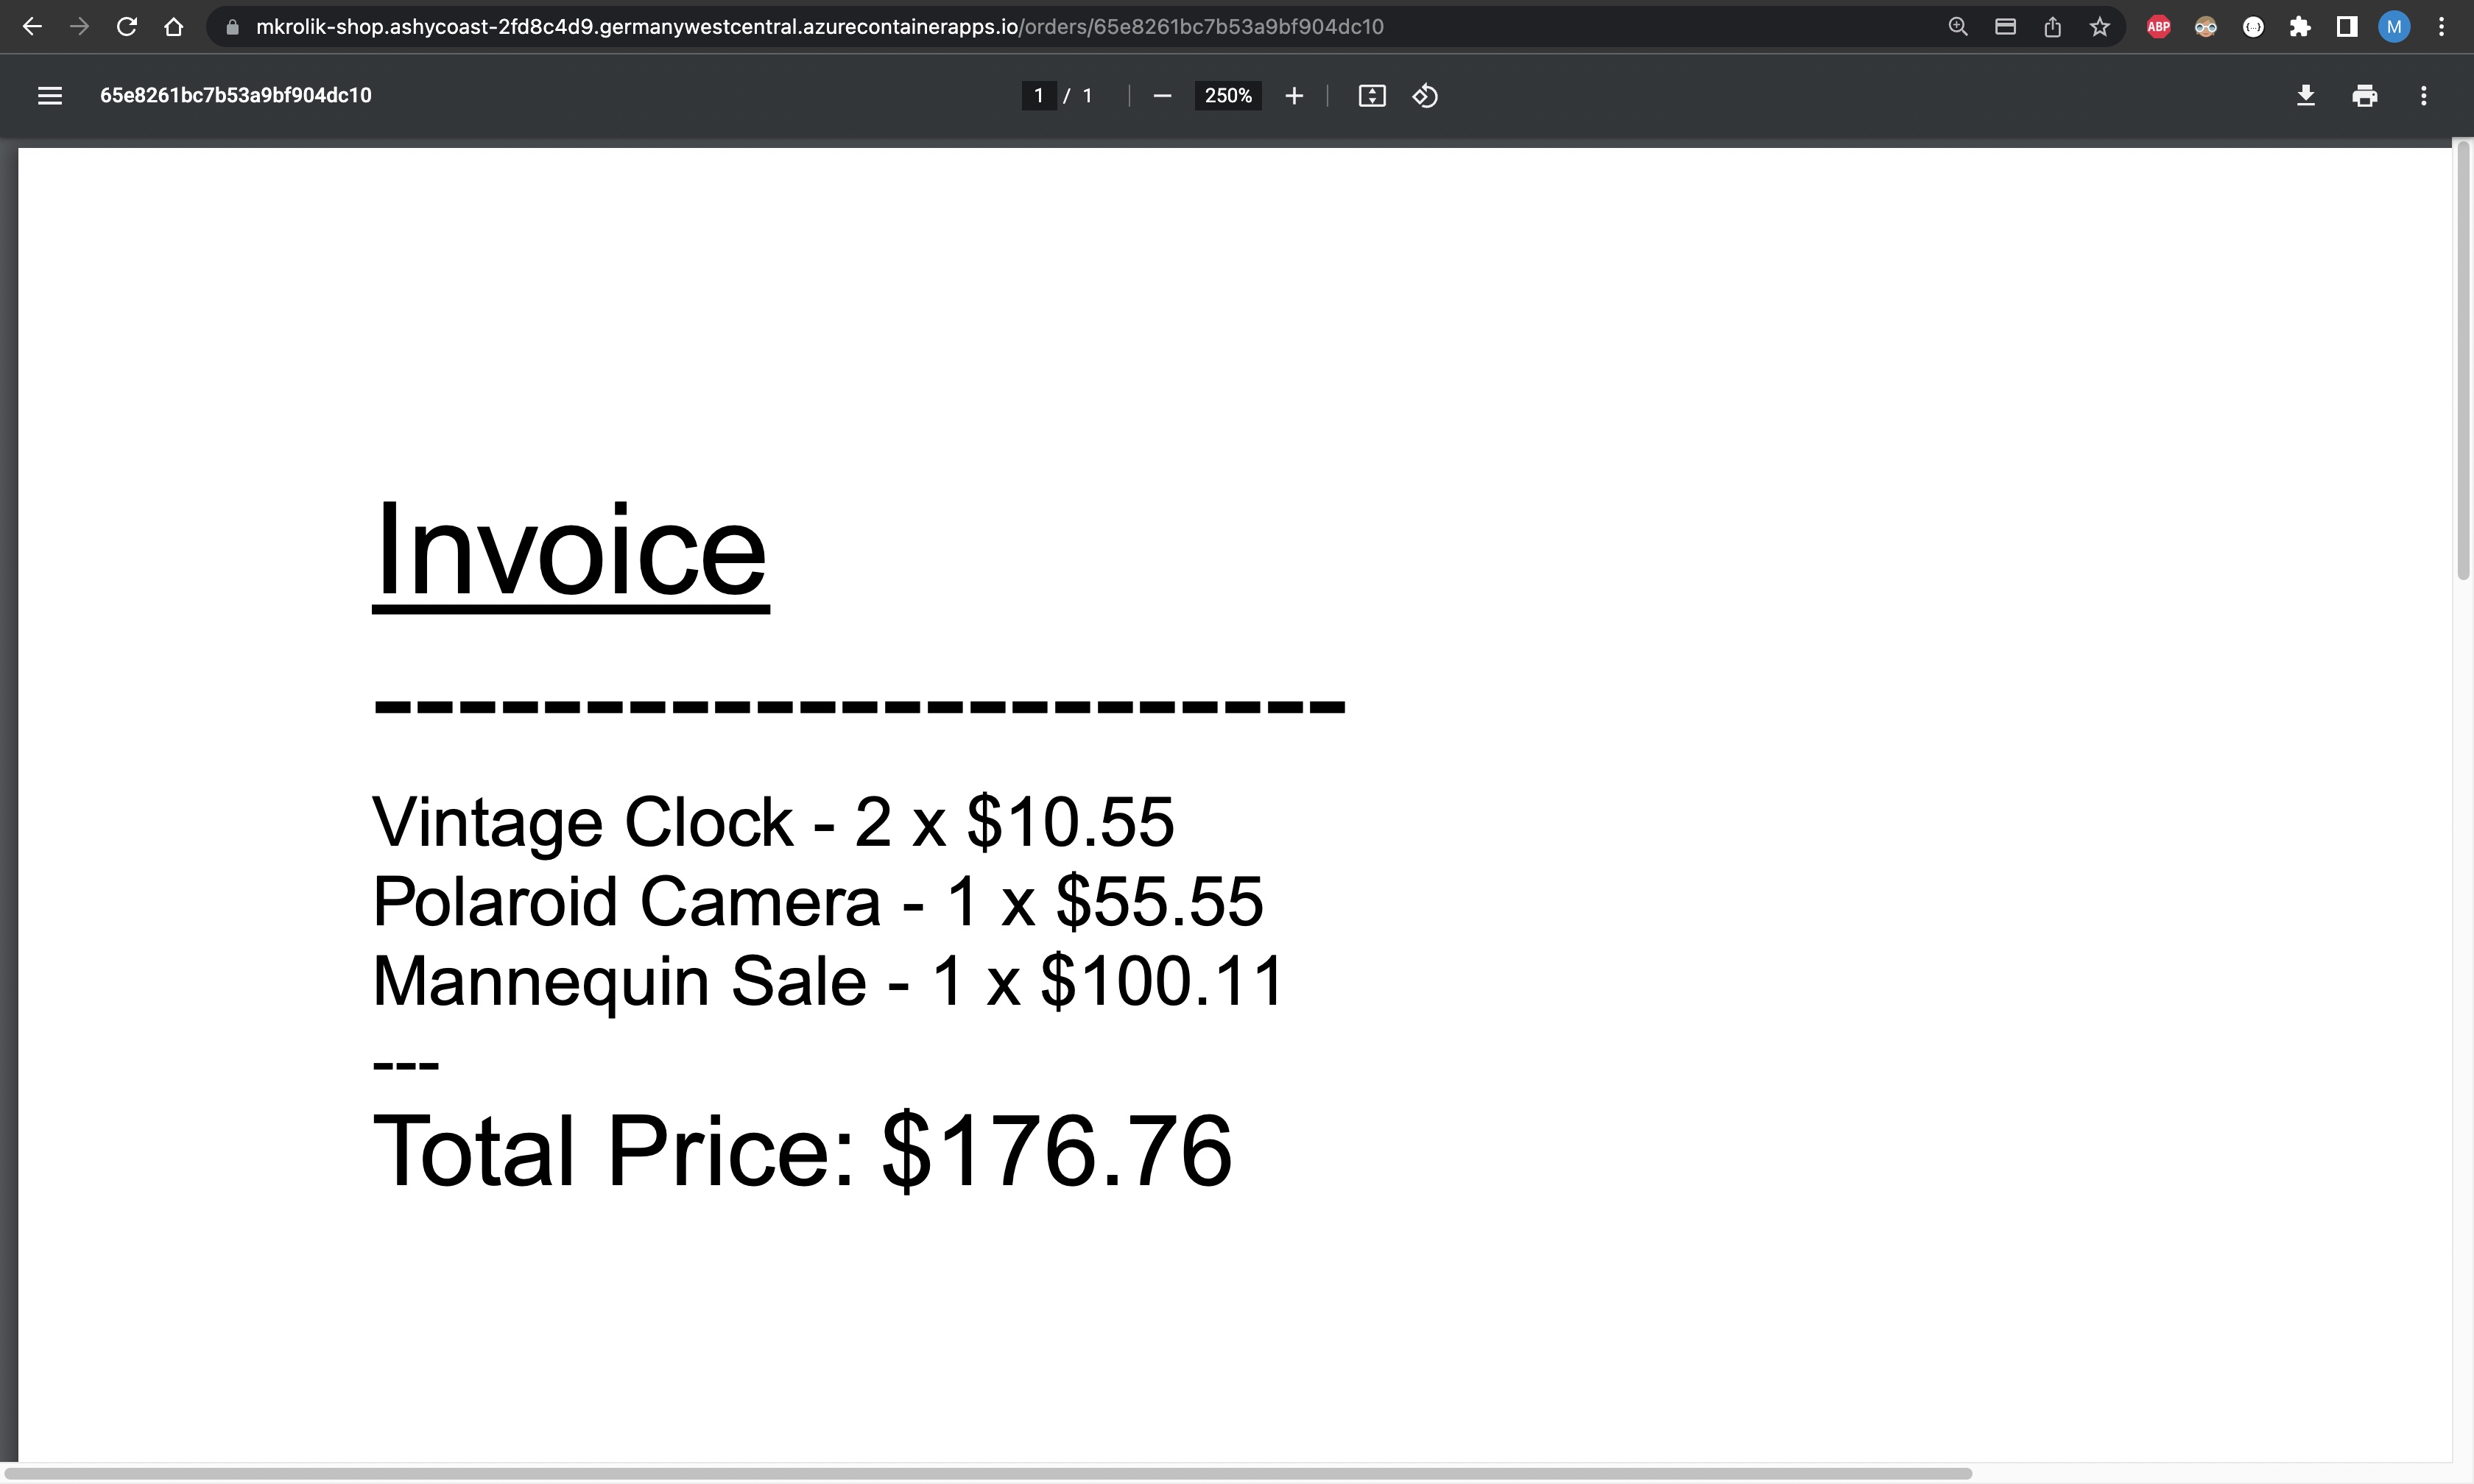 mkrolik-shop.ashycoast-2fd8c4d9.germanywestcentral.azurecontainerapps.io/orders/65e8261bc7b53a9bf904dc10
ABP
M
65e8261bc7b53a9bf904dc10
1 / 1
250%
Invoice
-----------------------
Vintage Clock - 2 x $10.55
Polaroid Camera - 1 x $55.55
Mannequin Sale - 1 x $100.11
---
Total Price: $176.76